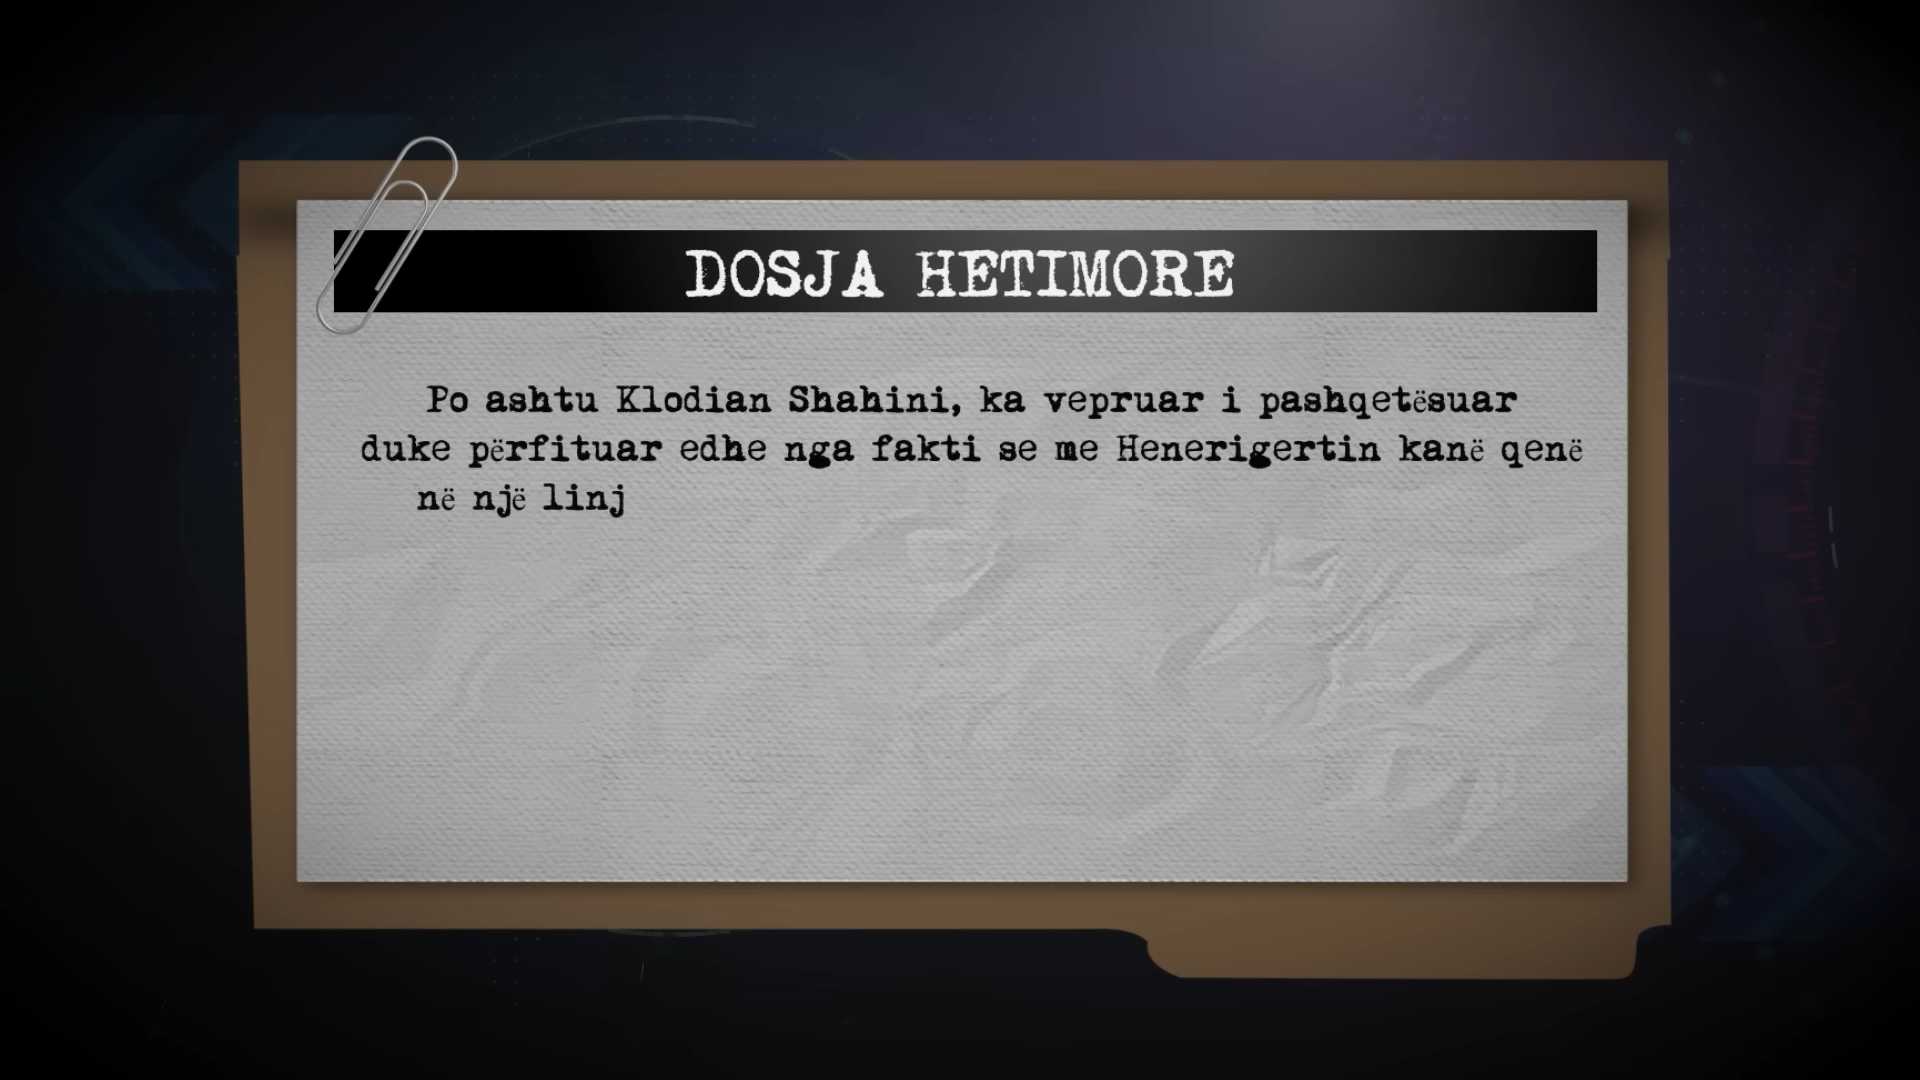 DOSJA HETIMORE
Po ashtu Klodian Shahini, ka vepruar i pashqetësuar
duke përfituar edhe nga fakti se me Henerigertin kanë qenë
në një linj